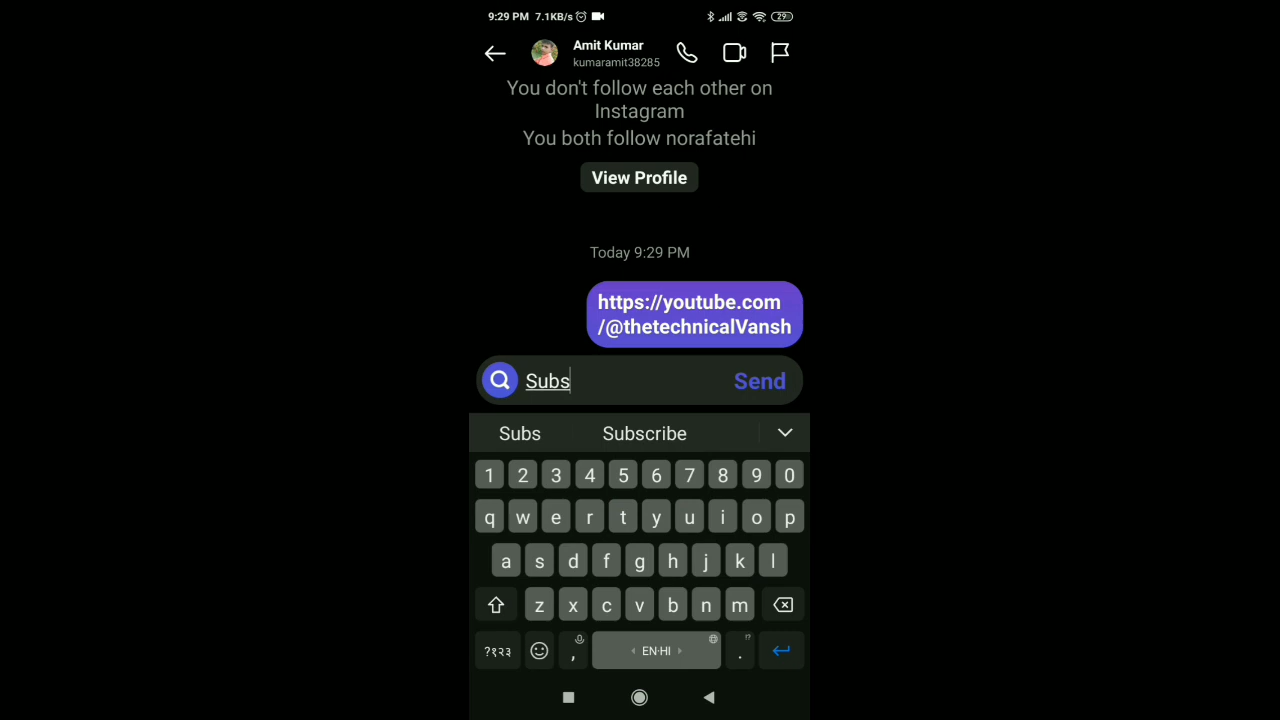 9:29 PM 7.1KB/s 29
Amit Kumar
kumaramit38285
You don't follow each other on
Instagram
You both follow norafatehi
View Profile
Today 9:29 PM
https://youtube.com
/@thetechnicalVansh
Subs Send
Subs Subscribe
1 2 3 4 5 6 7 8 9 0
q w e r t y u i o p
a s d f g h j k l
z x c v b n m
?१२३ , EN·HI . !?